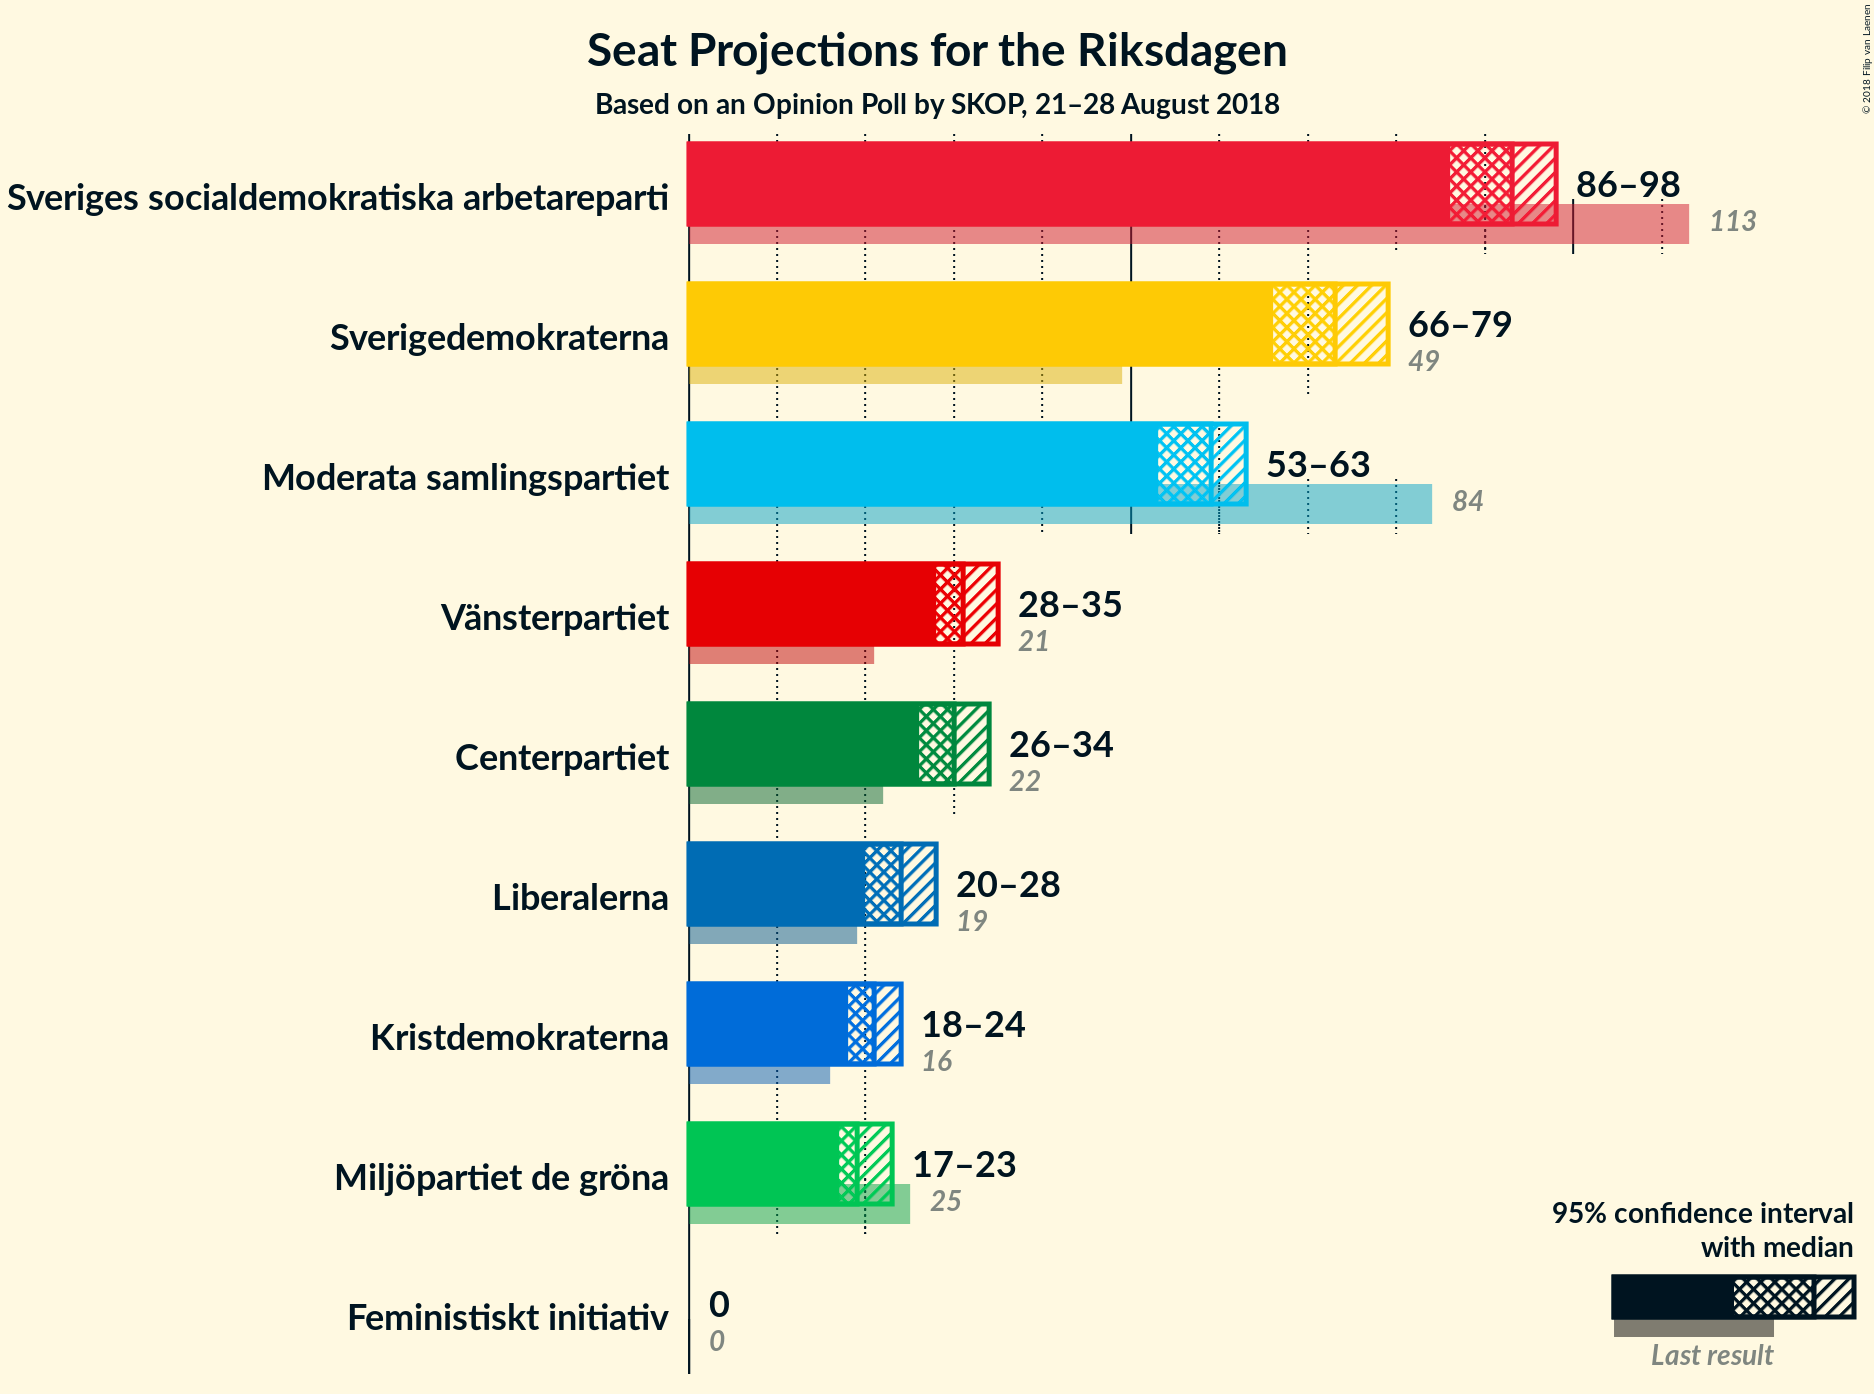 Seat Projections for the Riksdagen
Based on an Opinion Poll by SKOP, 21–28 August 2018
© 2018 Filip van Laenen
Sveriges socialdemokratiska arbetareparti
86–98
113
Sverigedemokraterna
66–79
49
Moderata samlingspartiet
53–63
84
Vänsterpartiet
28–35
21
Centerpartiet
26–34
22
Liberalerna
20–28
19
Kristdemokraterna
18–24
16
Miljöpartiet de gröna
17–23
25
Feministiskt initiativ
0
0
95% confidence interval
with median
Last result